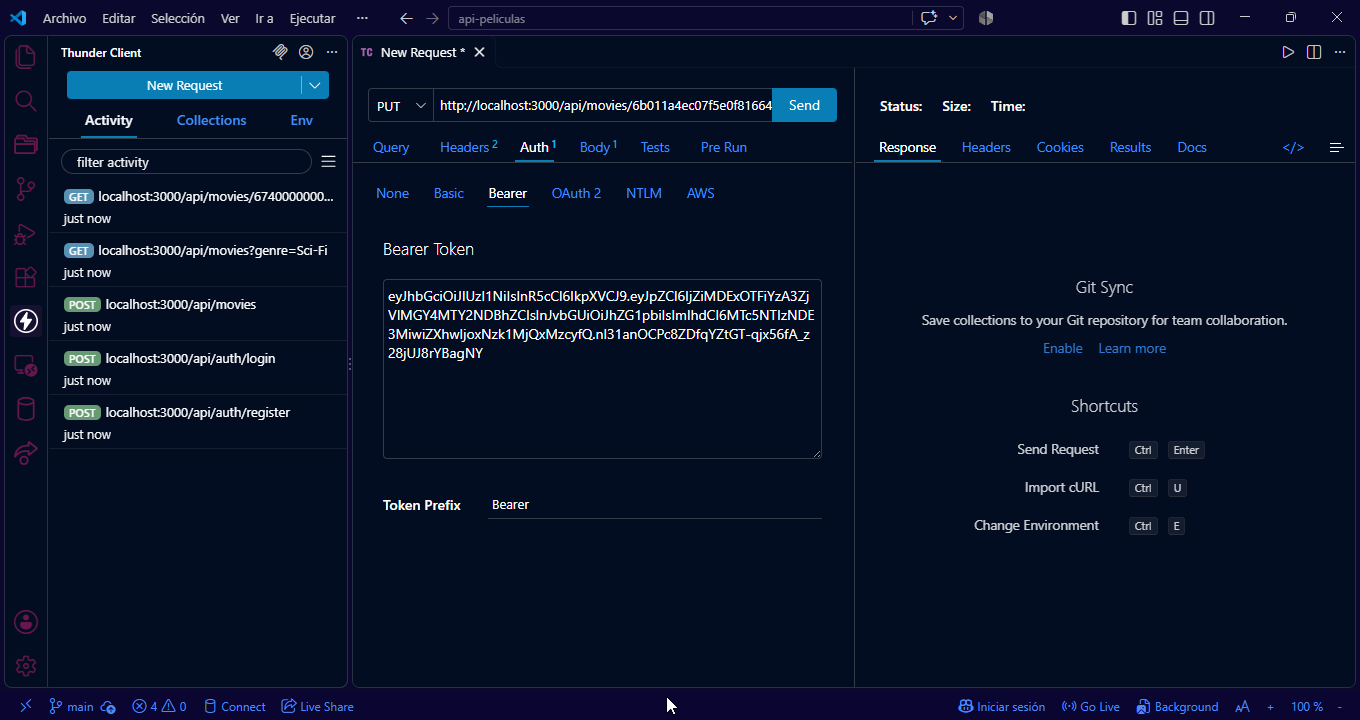 Archivo Editar Selección Ver Ir a Ejecutar ··· api-peliculas
Thunder Client
New Request
Activity Collections Env
filter activity
GET localhost:3000/api/movies/6740000000...
just now
GET localhost:3000/api/movies?genre=Sci-Fi
just now
POST localhost:3000/api/movies
just now
POST localhost:3000/api/auth/login
just now
POST localhost:3000/api/auth/register
just now
TC New Request *
PUT http://localhost:3000/api/movies/6b011a4ec07f5e0f81664 Send
Query Headers 2 Auth 1 Body 1 Tests Pre Run
None Basic Bearer OAuth 2 NTLM AWS
Bearer Token
Token Prefix Bearer
Status: Size: Time:
Response Headers Cookies Results Docs </>
Git Sync
Save collections to your Git repository for team collaboration.
Enable Learn more
Shortcuts
Send Request Ctrl Enter
Import cURL Ctrl U
Change Environment Ctrl E
main 4 0 Connect Live Share Iniciar sesión Go Live Background AA + 100 % -